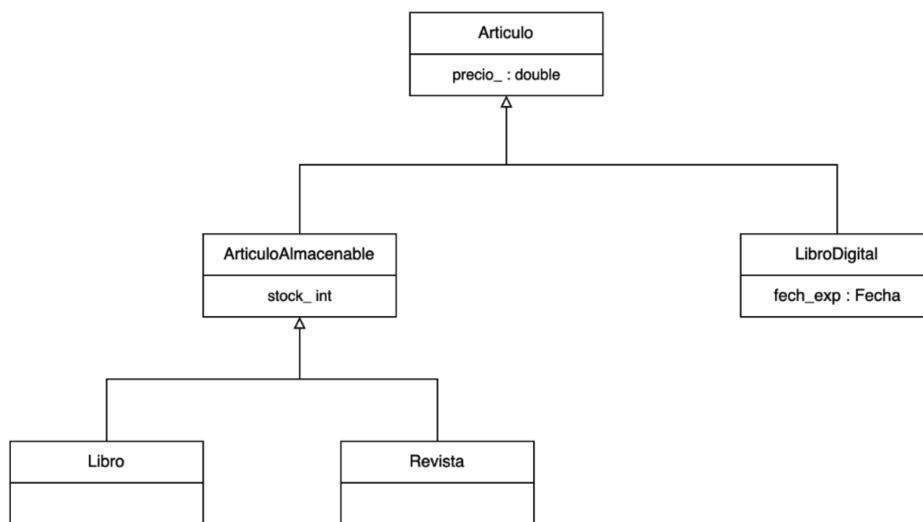 Articulo
precio_ : double
ArticuloAlmacenable
stock_ int
LibroDigital
fech_exp : Fecha
Libro
Revista